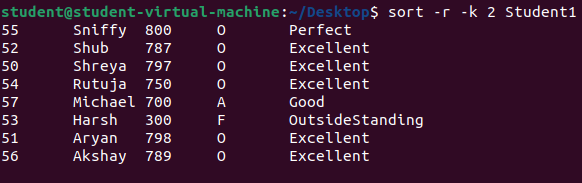 student@student-virtual-machine:~/Desktop$ sort -r -k 2 Student1
55 Sniffy 800 O Perfect
52 Shub 787 O Excellent
50 Shreya 797 O Excellent
54 Rutuja 750 O Excellent
57 Michael 700 A Good
53 Harsh 300 F OutsideStanding
51 Aryan 798 O Excellent
56 Akshay 789 O Excellent